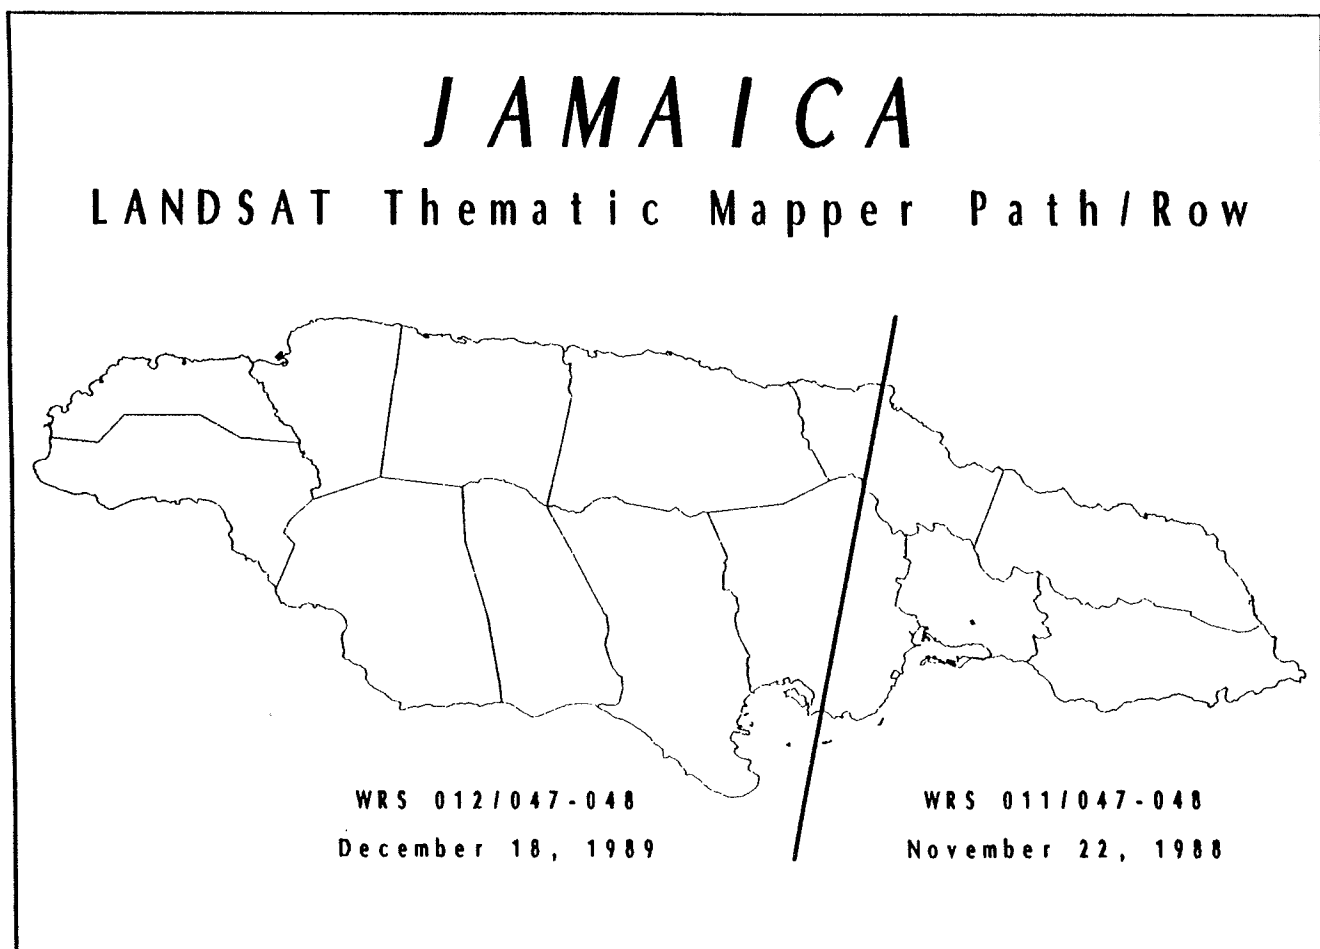 JAMAICA
LANDSAT Thematic Mapper Path/Row
WRS 012/047-048
December 18, 1989
WRS 011/047-048
November 22, 1988